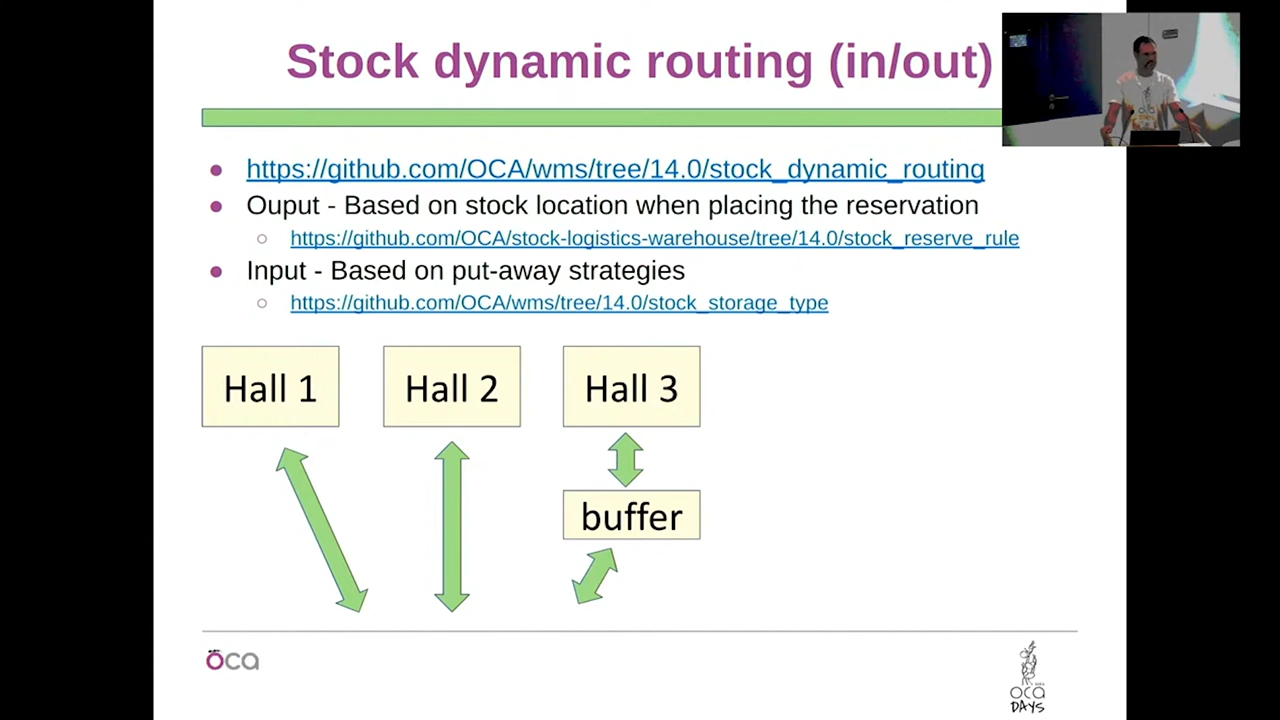 Stock dynamic routing (in/out)
https://github.com/OCA/wms/tree/14.0/stock_dynamic_routing
Ouput - Based on stock location when placing the reservation
https://github.com/OCA/stock-logistics-warehouse/tree/14.0/stock_reserve_rule
Input - Based on put-away strategies
https://github.com/OCA/wms/tree/14.0/stock_storage_type
Hall 1
Hall 2
Hall 3
buffer
oca
oca
DAYS